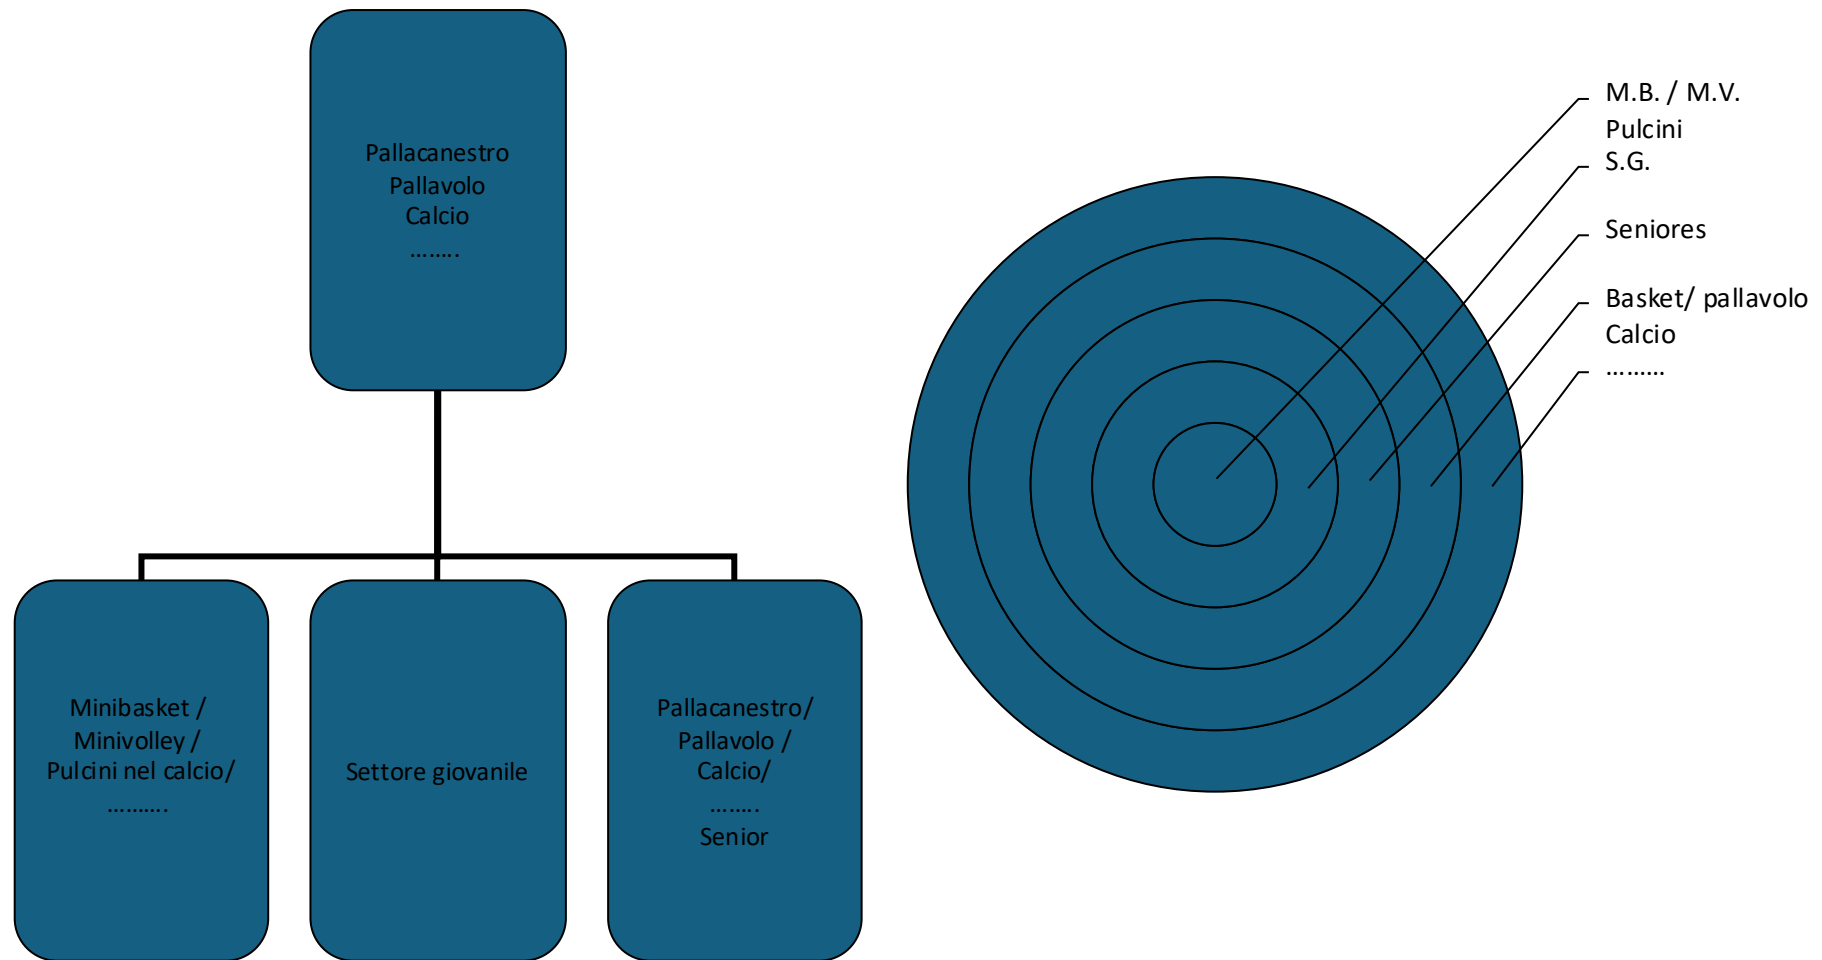 Pallacanestro
Pallavolo
Calcio
........
Minibasket /
Minivolley /
Pulcini nel calcio/
……….
Settore giovanile
Pallacanestro/
Pallavolo /
Calcio/
........
Senior
M.B. / M.V.
Pulcini
S.G.
Seniores
Basket/ pallavolo
Calcio
………